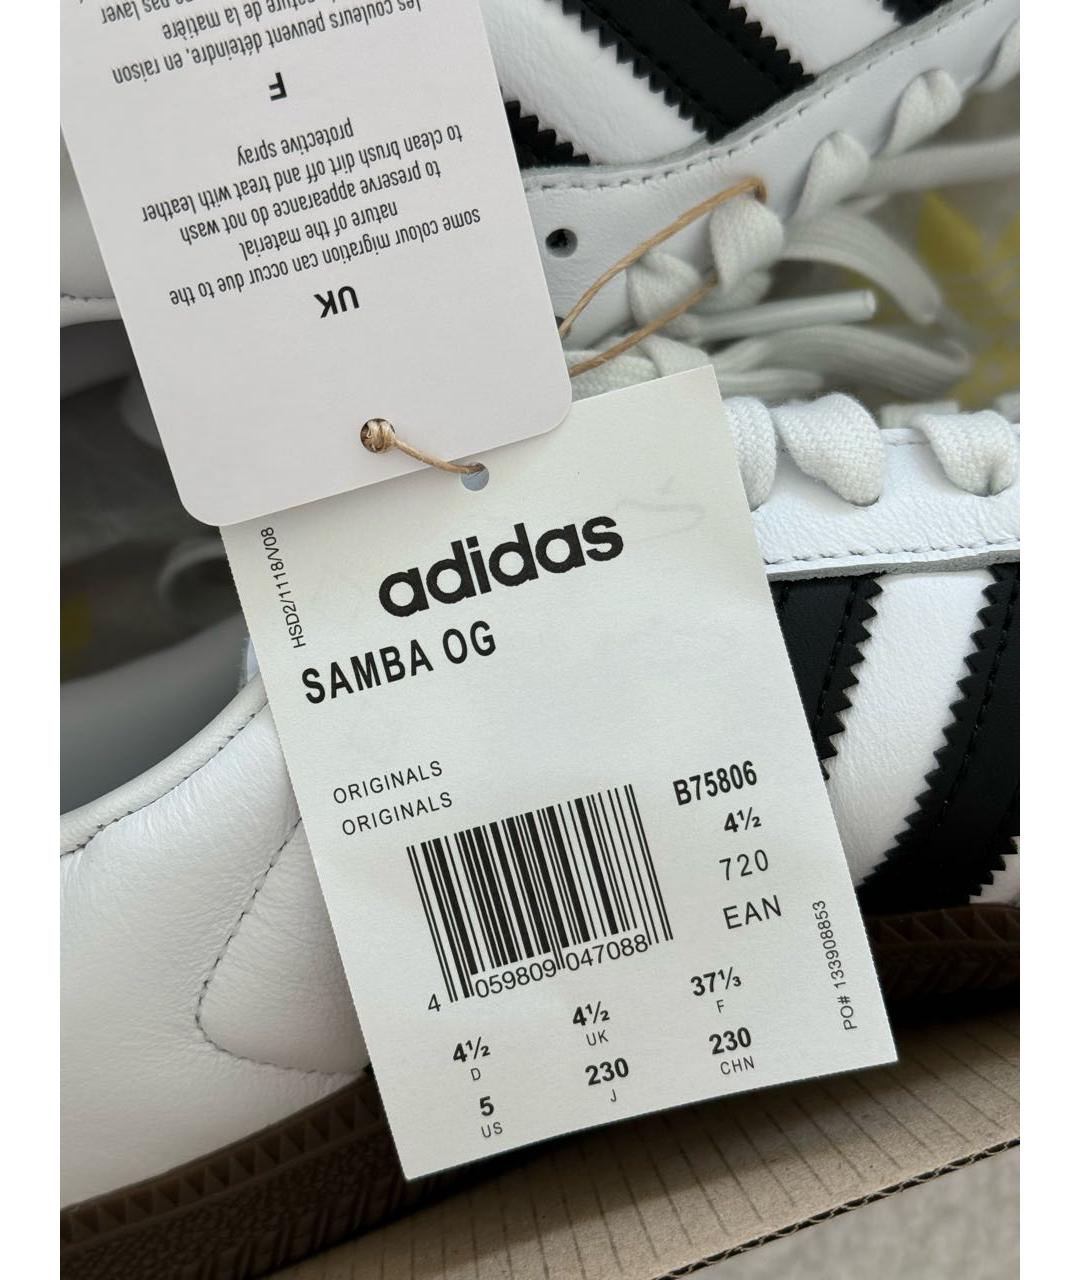 UK
some colour migration can occur due to the
nature of the material
to preserve appearance do not wash
to clean brush dirt off and treat with leather
protective spray
F
les couleurs peuvent déteindre, en raison
nature de la matière
pas laver
HSD2/1118/V08
adidas
SAMBA OG
ORIGINALS
ORIGINALS
B75806
4½
720
EAN
4 059809 047088
4½
D
4½
UK
37⅓
F
5
US
230
J
230
CHN
PO# 133908853